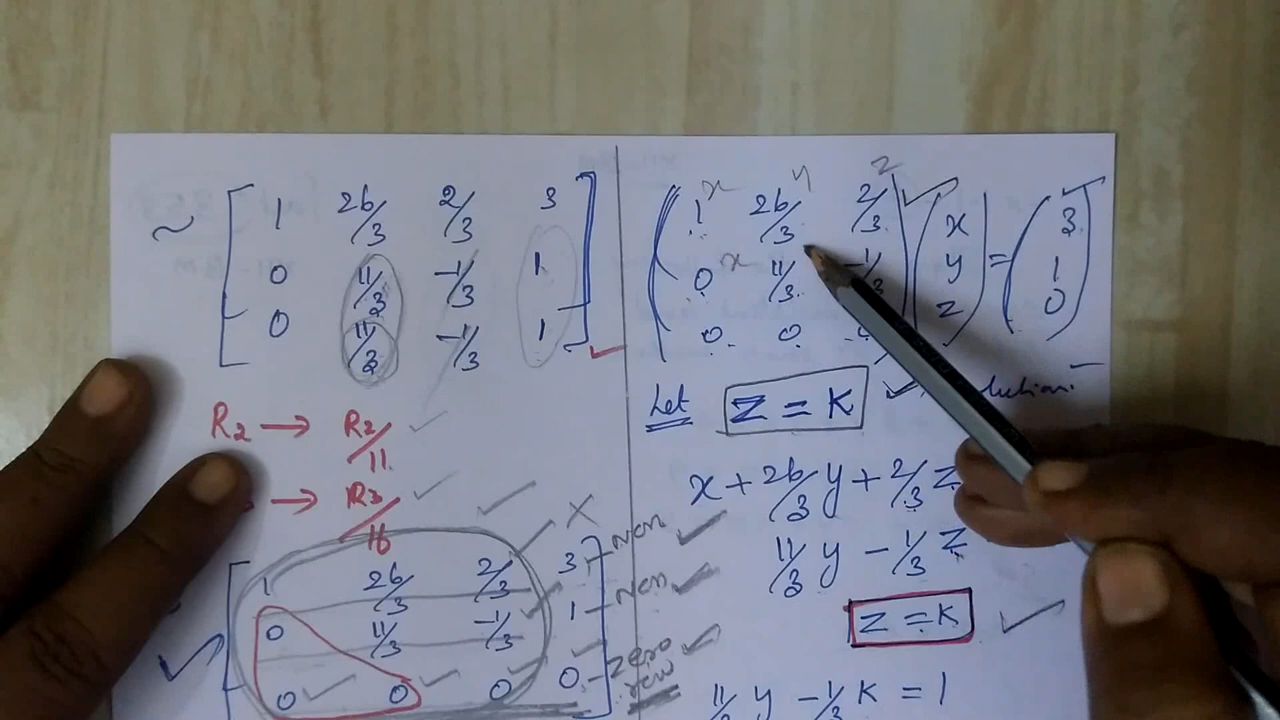 ~ [ 1 26/3 2/3 3
0 11/3 -1/3 1
0 11/3 -1/3 1 ]
R2 → R2/11
→ R3/16
[ 1 26/3 2/3 3 - Non
0 11/3 -1/3 1 - Non
0 0 0 0 - Zero row ]
x y z
( 1 26/3 2/3 ) ( x ) = ( 3 )
x
( 0 11/3 -1/3 ) ( y ) ( 1 )
( 0 0 ) ( z ) ( 0 )
Let z = K
x + 26/3 y + 2/3 z
11/3 y - 1/3 z
z = K
11/3 y - 1/3 K = 1